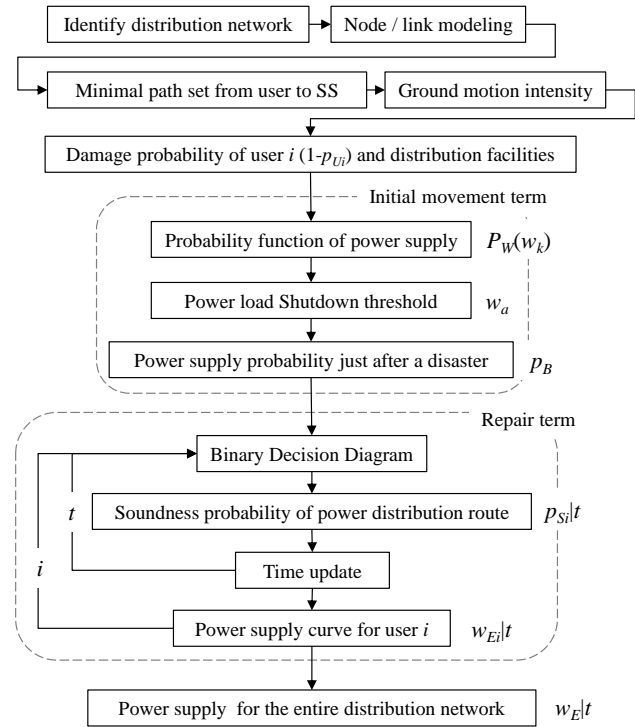 Identify distribution network
Node / link modeling
Minimal path set from user to SS
Ground motion intensity
Damage probability of user i (1-pUi) and distribution facilities
Initial movement term
Probability function of power supply
PW(wk)
Power load Shutdown threshold
wa
Power supply probability just after a disaster
pB
Repair term
Binary Decision Diagram
t
i
Soundness probability of power distribution route
pSi|t
Time update
Power supply curve for user i
wEi|t
Power supply for the entire distribution network
wE|t